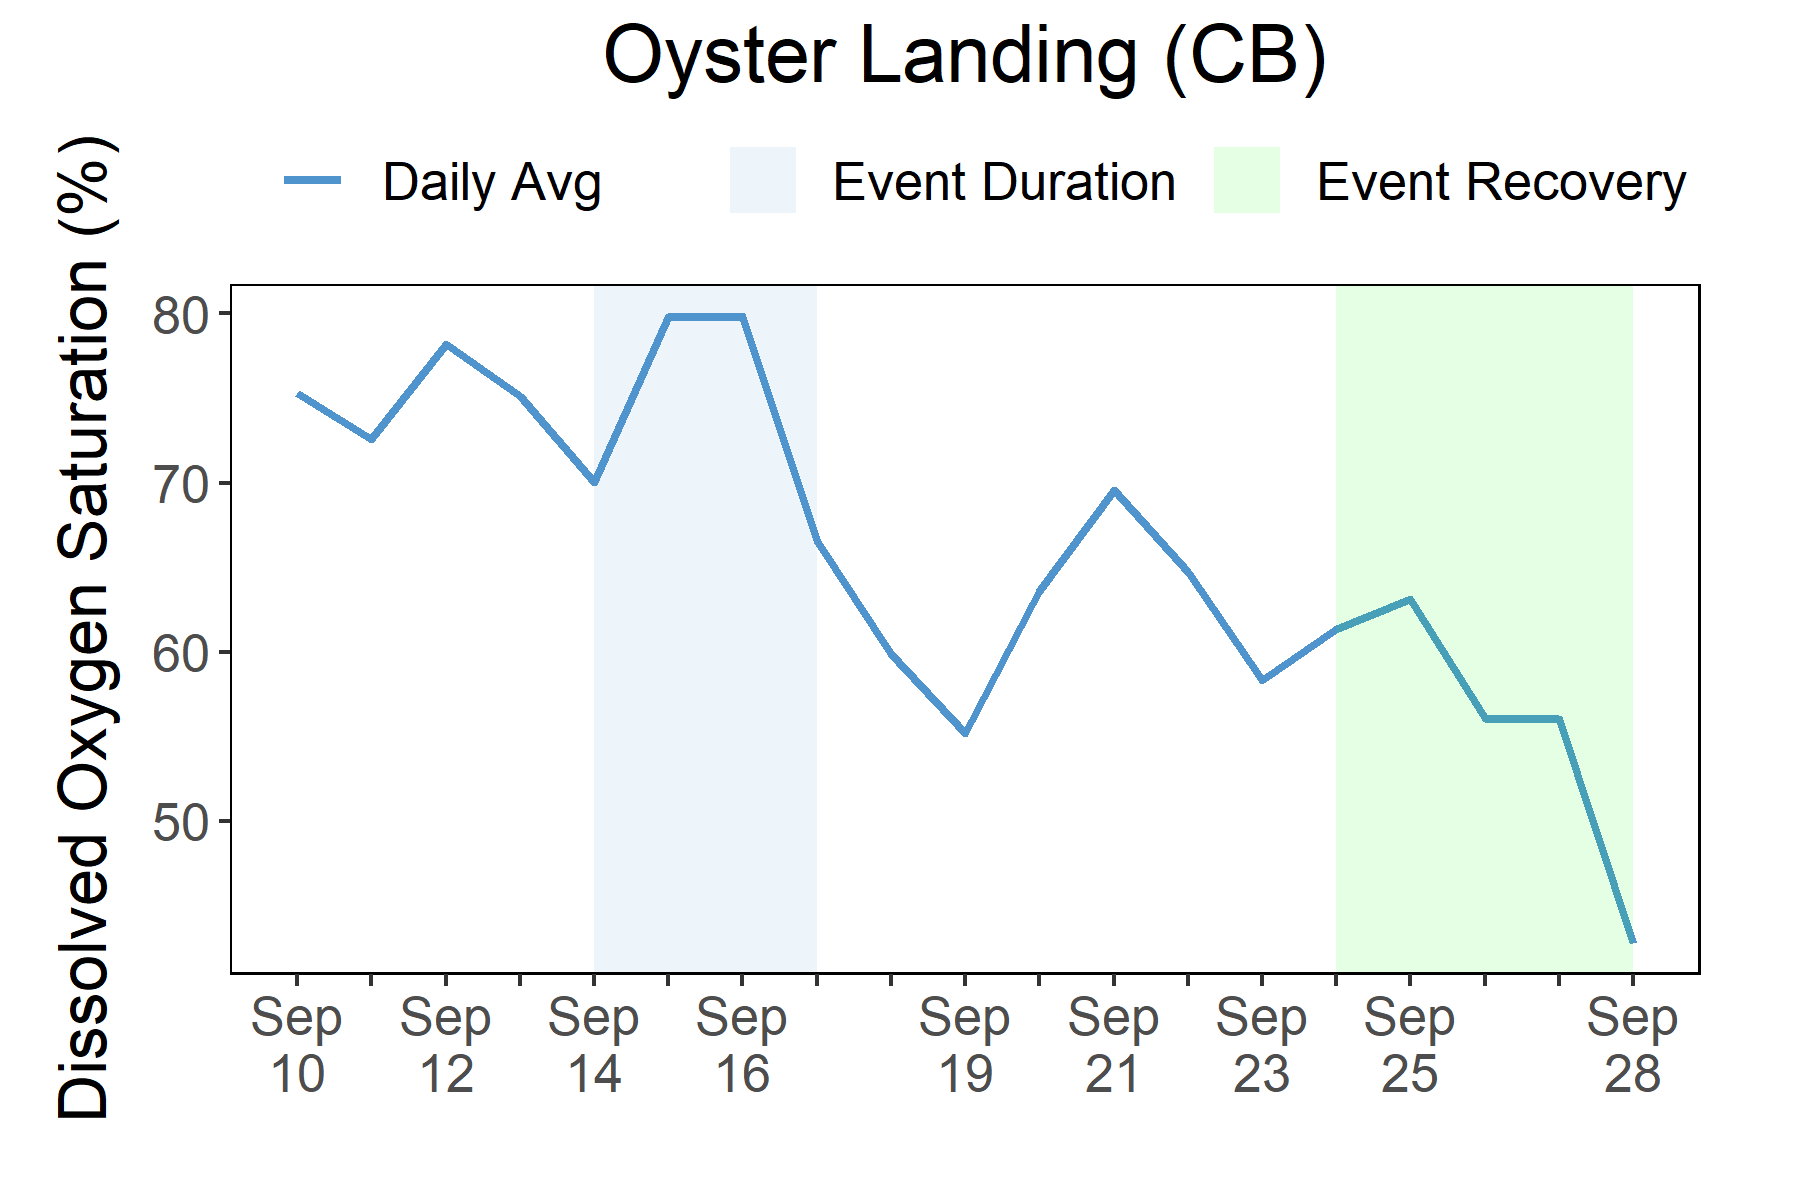 Oyster Landing (CB)
Daily Avg
Event Duration
Event Recovery
Dissolved Oxygen Saturation (%)
80
70
60
50
Sep 10
Sep 12
Sep 14
Sep 16
Sep 19
Sep 21
Sep 23
Sep 25
Sep 28